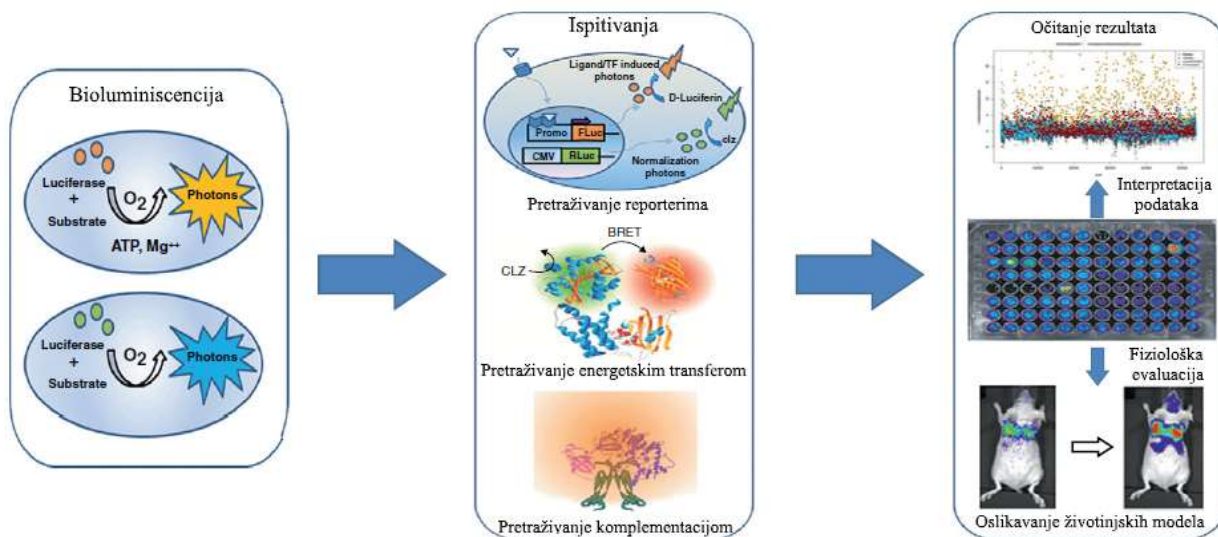 Bioluminiscencija
Luciferase
+
Substrate
O2
Photons
ATP, Mg++
Luciferase
+
Substrate
O2
Photons
Ispitivanja
Ligand/TF induced
photons
D-Luciferin
Promo FLuc
CMV RLuc
clz
Normalization
photons
Pretraživanje reporterima
BRET
CLZ
Pretraživanje energetskim transferom
Pretraživanje komplementacijom
Očitanje rezultata
Interpretacija
podataka
Fiziološka
evaluacija
Oslikavanje životinjskih modela